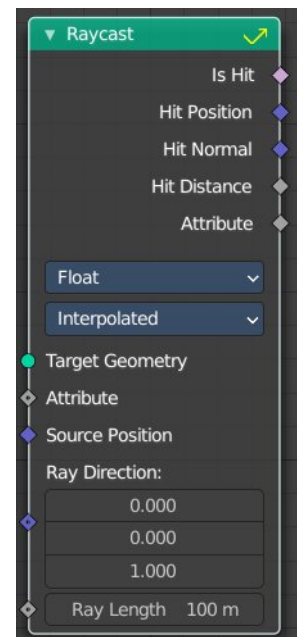 Raycast
Is Hit
Hit Position
Hit Normal
Hit Distance
Attribute
Float
Interpolated
Target Geometry
Attribute
Source Position
Ray Direction:
0.000
0.000
1.000
Ray Length 100 m